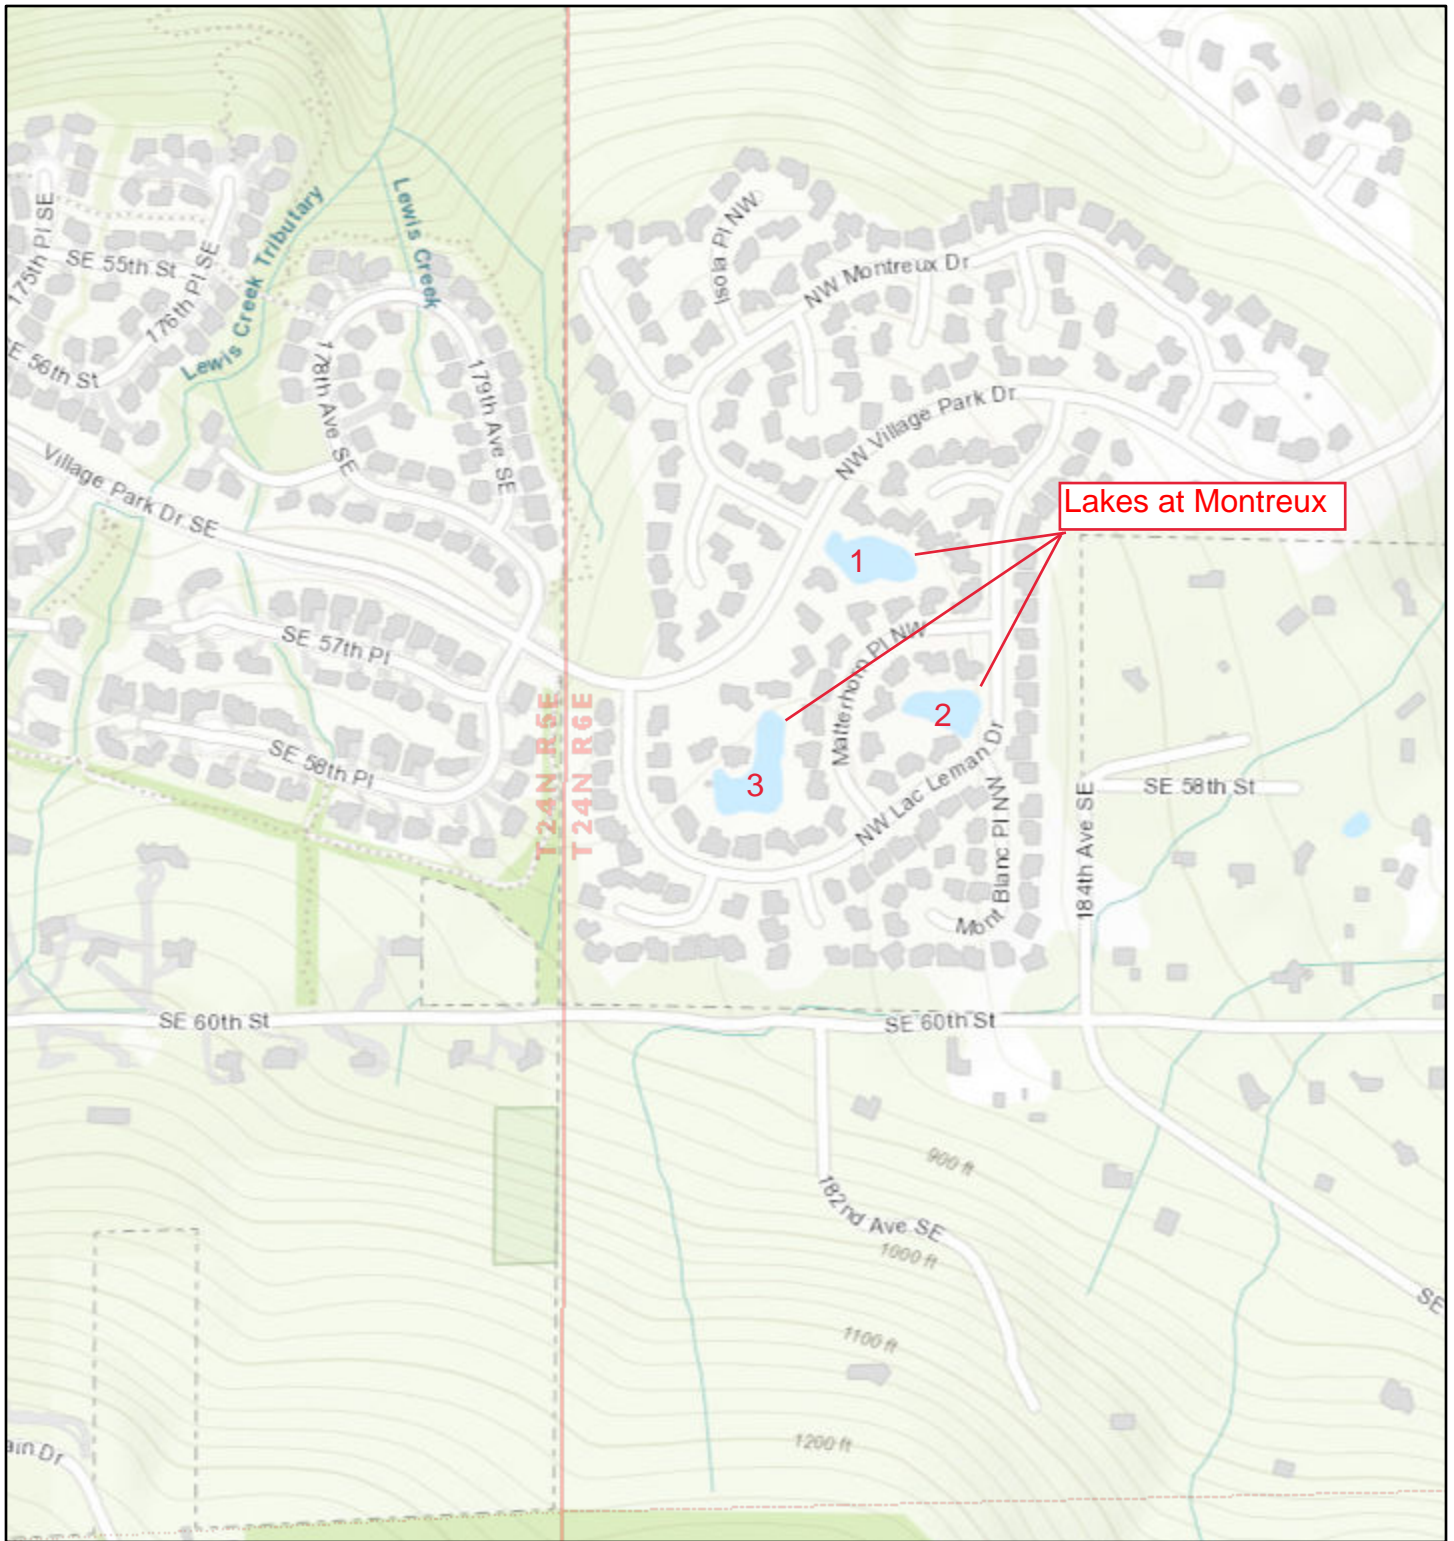 Isola Pl NW
Lewis Creek Tributary
Lewis Creek
175th Pl SE
SE 55th St
176th Pl SE
NW Montreux Dr
E 56th St
178th Ave SE
179th Ave SE
NW Village Park Dr
Village Park Dr SE
Lakes at Montreux
1
SE 57th Pl
Matterhorn Pl NW
2
T24N R5E
T24N R6E
SE 58th Pl
3
NW Lac Leman Dr
SE 58th St
Mont Blanc Pl NW
184th Ave SE
SE 60th St
SE 60th St
900 ft
182nd Ave SE
1000 ft
SE
1100 ft
1200 ft
ain Dr